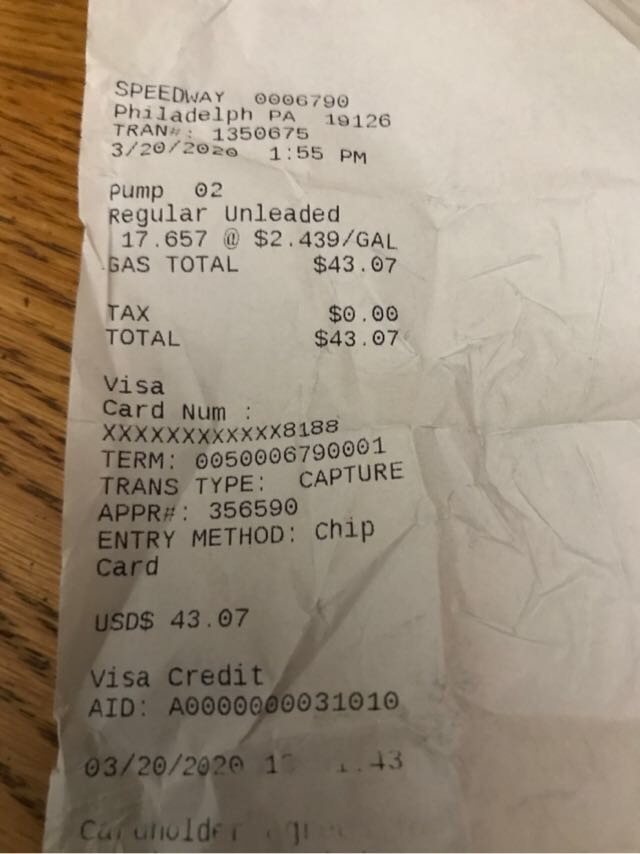 SPEEDWAY 0006790
Philadelph PA 19126
TRAN#: 1350675
3/20/2020 1:55 PM
Pump 02
Regular Unleaded
17.657 @ $2.439/GAL
GAS TOTAL $43.07
TAX $0.00
TOTAL $43.07
Visa
Card Num :
XXXXXXXXXXXX8188
TERM: 0050006790001
TRANS TYPE: CAPTURE
APPR#: 356590
ENTRY METHOD: Chip
Card
USD$ 43.07
Visa Credit
AID: A0000000031010
03/20/2020
Cardholder